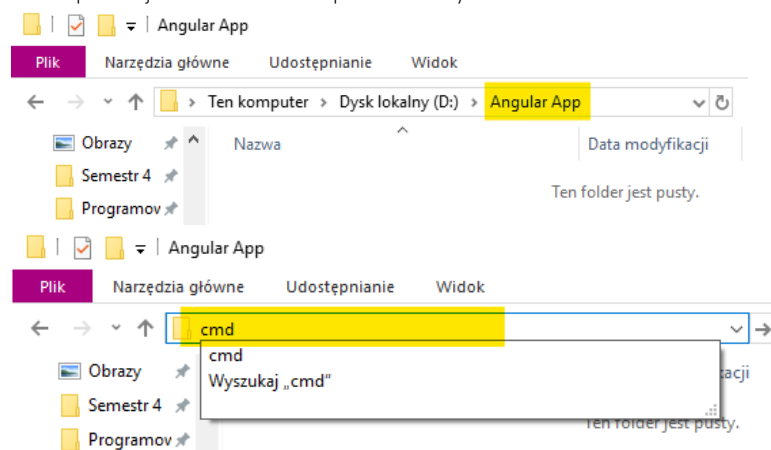 Angular App
Plik Narzędzia główne Udostępnianie Widok
Ten komputer > Dysk lokalny (D:) > Angular App
Obrazy Nazwa Data modyfikacji
Semestr 4
Ten folder jest pusty.
Programov
Angular App
Plik Narzędzia główne Udostępnianie Widok
cmd
cmd
Obrazy Wyszukaj „cmd” acji
Semestr 4
Ten folder jest pusty.
Programov